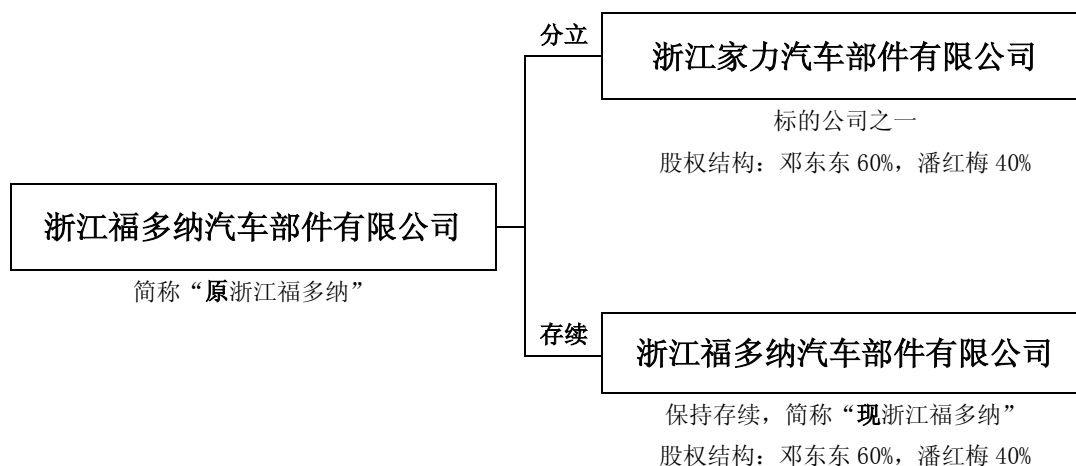 分立
浙江家力汽车部件有限公司
标的公司之一
股权结构：邓东东 60%，潘红梅 40%
浙江福多纳汽车部件有限公司
简称“原浙江福多纳”
存续
浙江福多纳汽车部件有限公司
保持存续，简称“现浙江福多纳”
股权结构：邓东东 60%，潘红梅 40%